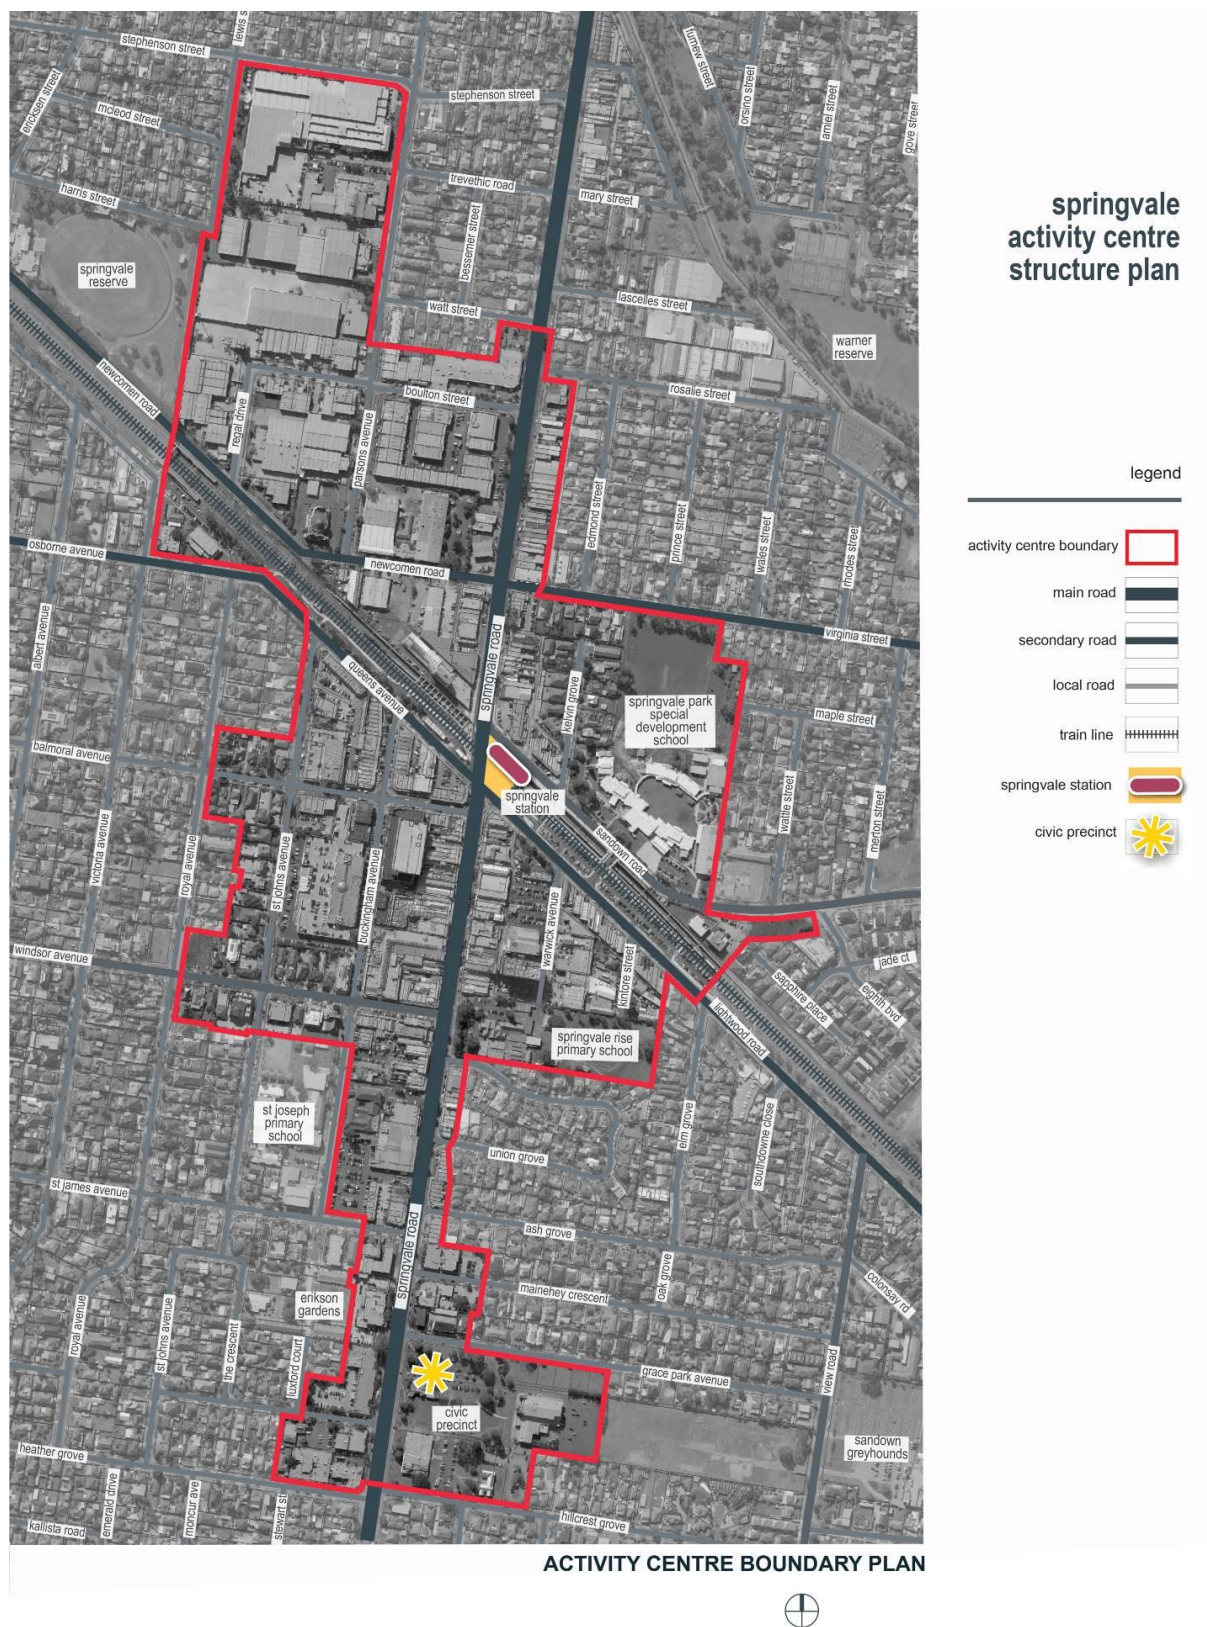 stephenson street
lewis s
ericksen street
mcleod street
harris street
springvale
reserve
newcomen road
stephenson street
trevethic road
bessemer street
watt street
boulton street
regal drive
parsons avenue
furnew street
orsino street
amiel street
gove street
mary street
lascelles street
warner
reserve
rosalie street
edmond street
prince street
wales street
rhodes street
virginia street
osborne avenue
newcomen road
albert avenue
queens avenue
springvale road
kelvin grove
springvale park
special
development
school
maple street
wattle street
merton street
springvale
station
sandown road
balmoral avenue
victoria avenue
royal avenue
st johns avenue
buckingham avenue
windsor avenue
warwick avenue
kintore street
springvale rise
primary school
lightwood road
sapphire place
jade ct
eighth bvd
st joseph
primary
school
union grove
elm grove
southdowne close
st james avenue
ash grove
oak grove
mainehey crescent
colonsay rd
springvale road
erikson
gardens
royal avenue
st johns avenue
the crescent
luxford court
grace park avenue
view road
civic
precinct
sandown
greyhounds
heather grove
emerald drive
moncur ave
stewart st
kallista road
hillcrest grove
springvale
activity centre
structure plan
legend
activity centre boundary
main road
secondary road
local road
train line
springvale station
civic precinct
ACTIVITY CENTRE BOUNDARY PLAN